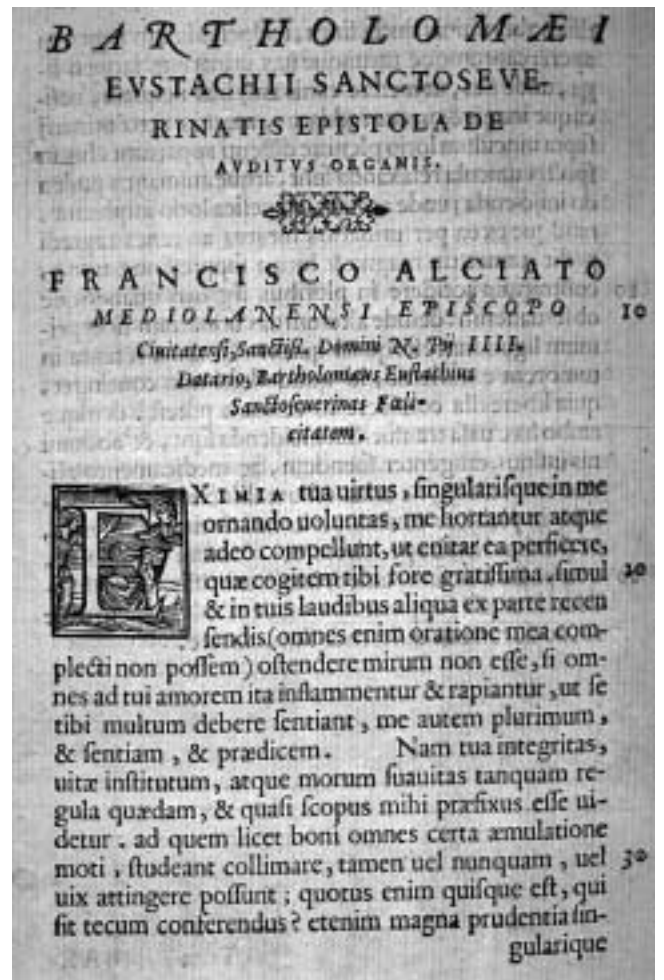 BARTHOLOMÆI
EVSTACHII SANCTOSEVE-
RINATIS EPISTOLA DE
AVDITVS ORGANIS.
FRANCISCO ALCIATO
MEDIOLANENSI EPISCOPO 10
Ciuitatensi, Sanctiss. Domini N. Pij IIII.
Datario, Bartholomæus Eustachius
Sanctoseuerinas Fœli-
citatem.
EXIMIA tua uirtus, singularisque in me
ornando uoluntas, me hortantur atque
adeo compellunt, ut enitar ea perficere,
quæ cogitem tibi fore gratissima. simul 20
& in tuis laudibus aliqua ex parte recen
sendis (omnes enim oratione mea com-
plecti non possem) ostendere mirum non esse, si om-
nes ad tui amorem ita inflammentur & rapiantur, ut se
tibi multum debere sentiant, me autem plurimum,
& sentiam, & prædicem. Nam tua integritas,
uitæ institutum, atque morum suauitas tanquam re-
gula quædam, & quasi scopus mihi præfixus esse ui-
detur. ad quem licet boni omnes certa æmulatione
moti, studeant collimare, tamen uel nunquam, uel 30
uix attingere possunt; quotus enim quisque est, qui
sit tecum conferendus? etenim magna prudentia sin-
gularique